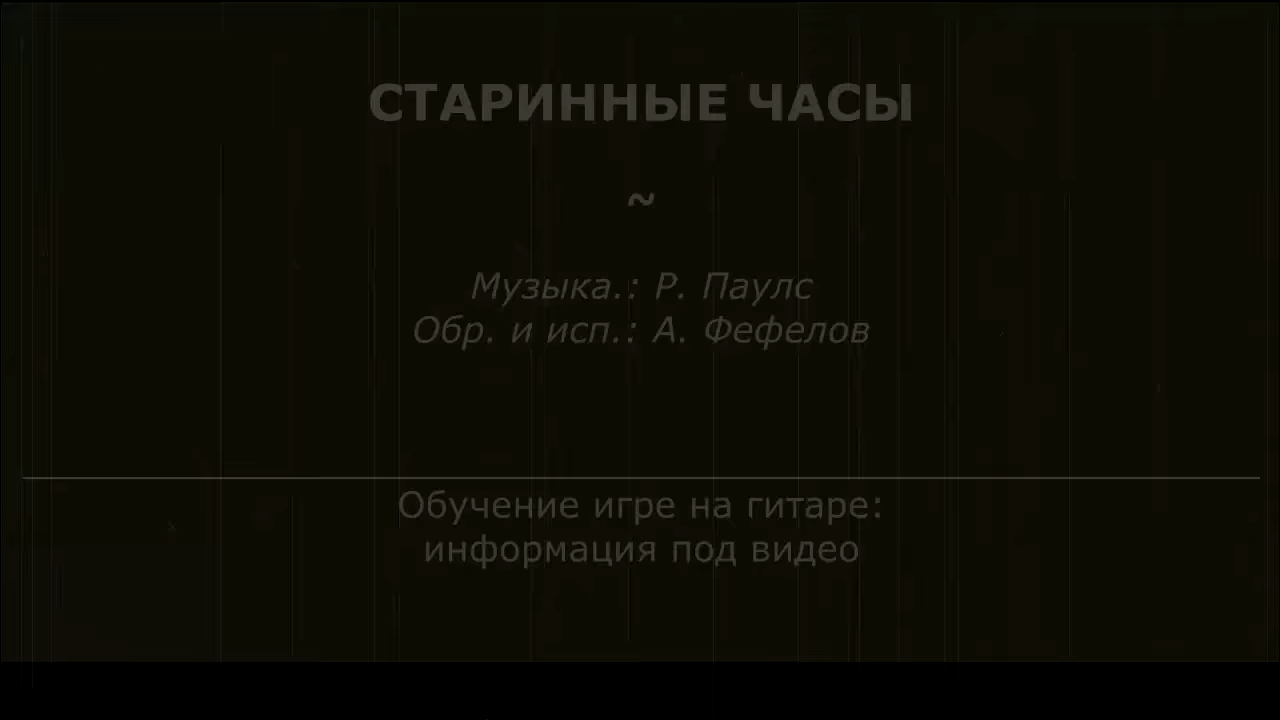 СТАРИННЫЕ ЧАСЫ
~
Музыка.: Р. Паулс
Обр. и исп.: А. Фефелов
Обучение игре на гитаре:
информация под видео